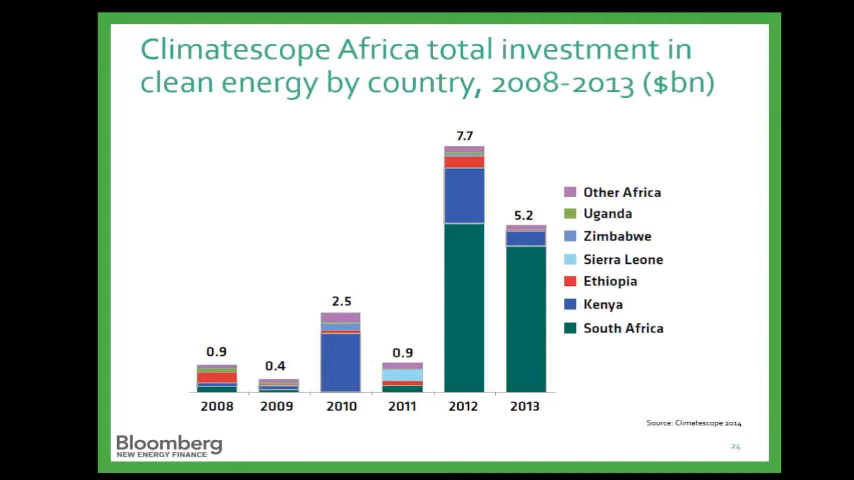 Climatescope Africa total investment in
clean energy by country, 2008-2013 ($bn)
7.7
Other Africa
5.2
Uganda
Zimbabwe
Sierra Leone
Ethiopia
2.5
Kenya
South Africa
0.9
0.4
0.9
2008 2009 2010 2011 2012 2013
Source: Climatescope 2014
Bloomberg
NEW ENERGY FINANCE
24